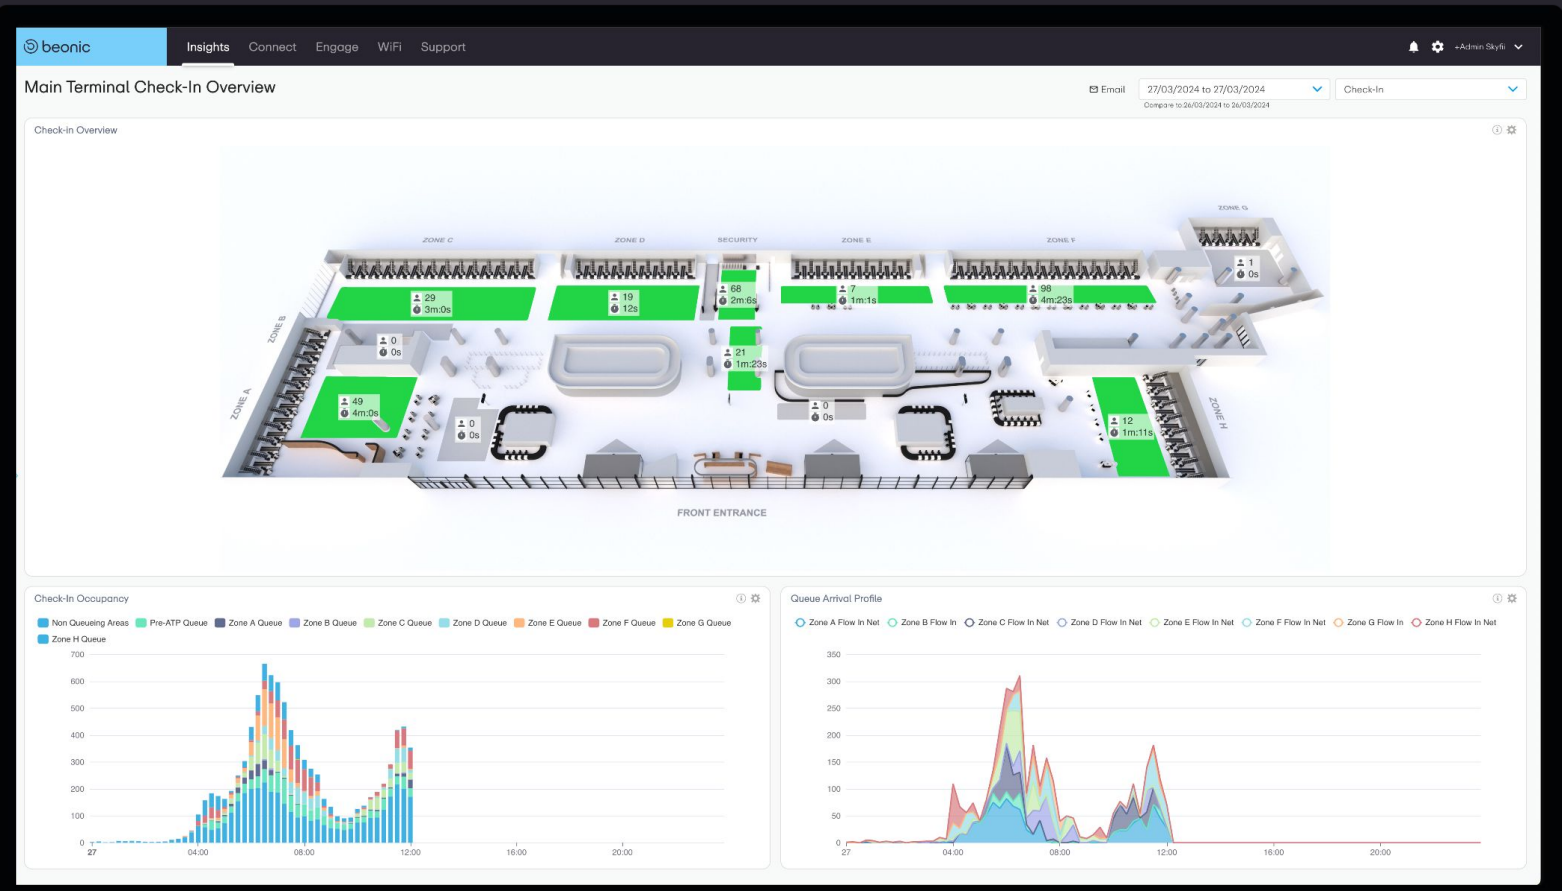 beonic
Insights Connect Engage WiFi Support
+Admin Skyfii
Main Terminal Check-In Overview
Email
27/03/2024 to 27/03/2024
Check-In
Compare to 26/03/2024 to 26/03/2024
Check-in Overview
ZONE G
ZONE C
ZONE D
SECURITY
ZONE E
ZONE F
1
0s
29
3m:0s
19
12s
68
2m:6s
7
1m:1s
98
4m:23s
ZONE B
0
0s
21
1m:23s
ZONE A
49
4m:0s
0
0s
0
0s
12
1m:11s
ZONE H
FRONT ENTRANCE
Check-In Occupancy
Non Queueing Areas Pre-ATP Queue Zone A Queue Zone B Queue Zone C Queue Zone D Queue Zone E Queue Zone F Queue Zone G Queue
Zone H Queue
700
600
500
400
300
200
100
0
27 04:00 08:00 12:00 16:00 20:00
Queue Arrival Profile
Zone A Flow In Net Zone B Flow In Zone C Flow In Net Zone D Flow In Net Zone E Flow In Net Zone F Flow In Net Zone G Flow In Zone H Flow In Net
350
300
250
200
150
100
50
0
27 04:00 08:00 12:00 16:00 20:00